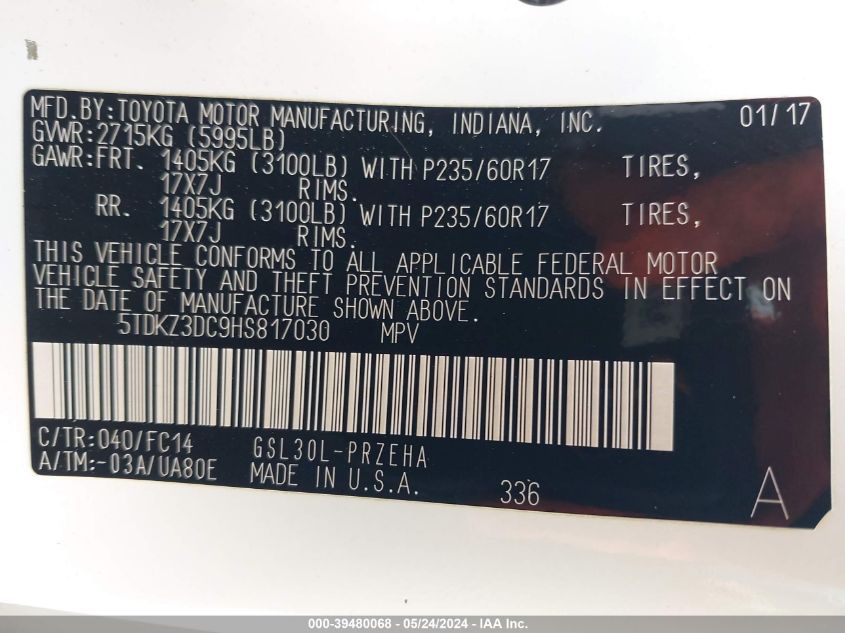 MFD.BY:TOYOTA MOTOR MANUFACTURING, INDIANA, INC. 01/17
GVWR:2715KG (5995LB)
GAWR:FRT. 1405KG (3100LB) WITH P235/60R17 TIRES,
17X7J RIMS.
RR. 1405KG (3100LB) WITH P235/60R17 TIRES,
17X7J RIMS.
THIS VEHICLE CONFORMS TO ALL APPLICABLE FEDERAL MOTOR
VEHICLE SAFETY AND THEFT PREVENTION STANDARDS IN EFFECT ON
THE DATE OF MANUFACTURE SHOWN ABOVE.
5TDKZ3DC9HS817030 MPV
C/TR:040/FC14 GSL30L-PRZEHA
A/TM:-03A/UA80E MADE IN U.S.A. 336 A
000-39480068 - 05/24/2024 - IAA Inc.